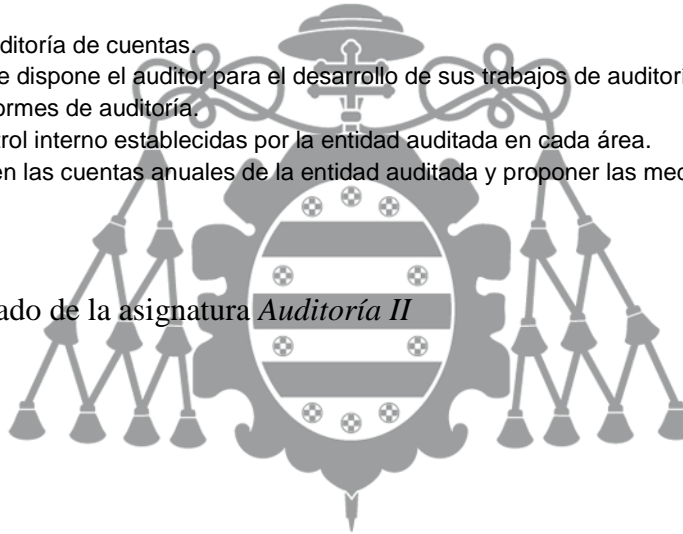 ditoría de cuentas.
e dispone el auditor para el desarrollo de sus trabajos de auditorí
ormes de auditoría.
trol interno establecidas por la entidad auditada en cada área.
en las cuentas anuales de la entidad auditada y proponer las med
ado de la asignatura Auditoría II